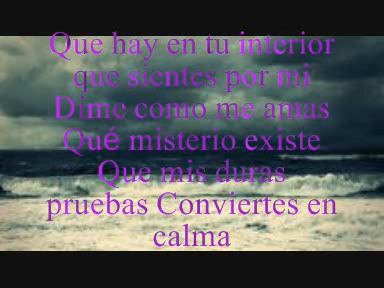 Que hay en tu interior
que sientes por mi
Dime como me amas
Qué misterio existe
Que mis duras
pruebas Conviertes en
calma